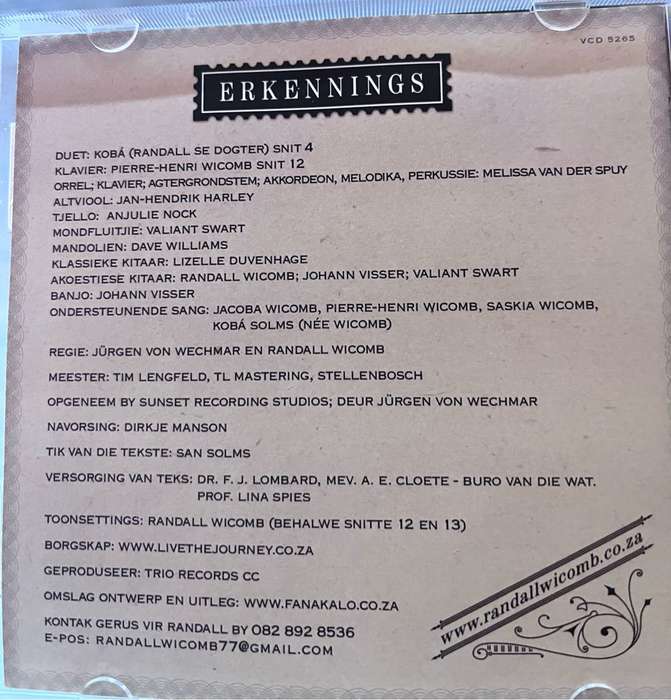 VCD 5265
ERKENNINGS
DUET: KOBÁ (RANDALL SE DOGTER) SNIT 4
KLAVIER: PIERRE-HENRI WICOMB SNIT 12
ORREL; KLAVIER; AGTERGRONDSTEM; AKKORDEON, MELODIKA, PERKUSSIE: MELISSA VAN DER SPUY
ALTVIOOL: JAN-HENDRIK HARLEY
TJELLO: ANJULIE NOCK
MONDFLUITJIE: VALIANT SWART
MANDOLIEN: DAVE WILLIAMS
KLASSIEKE KITAAR: LIZELLE DUVENHAGE
AKOESTIESE KITAAR: RANDALL WICOMB; JOHANN VISSER; VALIANT SWART
BANJO: JOHANN VISSER
ONDERSTEUNENDE SANG: JACOBA WICOMB, PIERRE-HENRI WICOMB, SASKIA WICOMB,
KOBÁ SOLMS (NÉE WICOMB)
REGIE: JÜRGEN VON WECHMAR EN RANDALL WICOMB
MEESTER: TIM LENGFELD, TL MASTERING, STELLENBOSCH
OPGENEEM BY SUNSET RECORDING STUDIOS; DEUR JÜRGEN VON WECHMAR
NAVORSING: DIRKJE MANSON
TIK VAN DIE TEKSTE: SAN SOLMS
VERSORGING VAN TEKS: DR. F. J. LOMBARD, MEV. A. E. CLOETE - BURO VAN DIE WAT.
PROF. LINA SPIES
TOONSETTINGS: RANDALL WICOMB (BEHALWE SNITTE 12 EN 13)
BORGSKAP: WWW.LIVETHEJOURNEY.CO.ZA
GEPRODUSEER: TRIO RECORDS CC
OMSLAG ONTWERP EN UITLEG: WWW.FANAKALO.CO.ZA
KONTAK GERUS VIR RANDALL BY 082 892 8536
E-POS: RANDALLWICOMB77@GMAIL.COM
www.randallwicomb.co.za